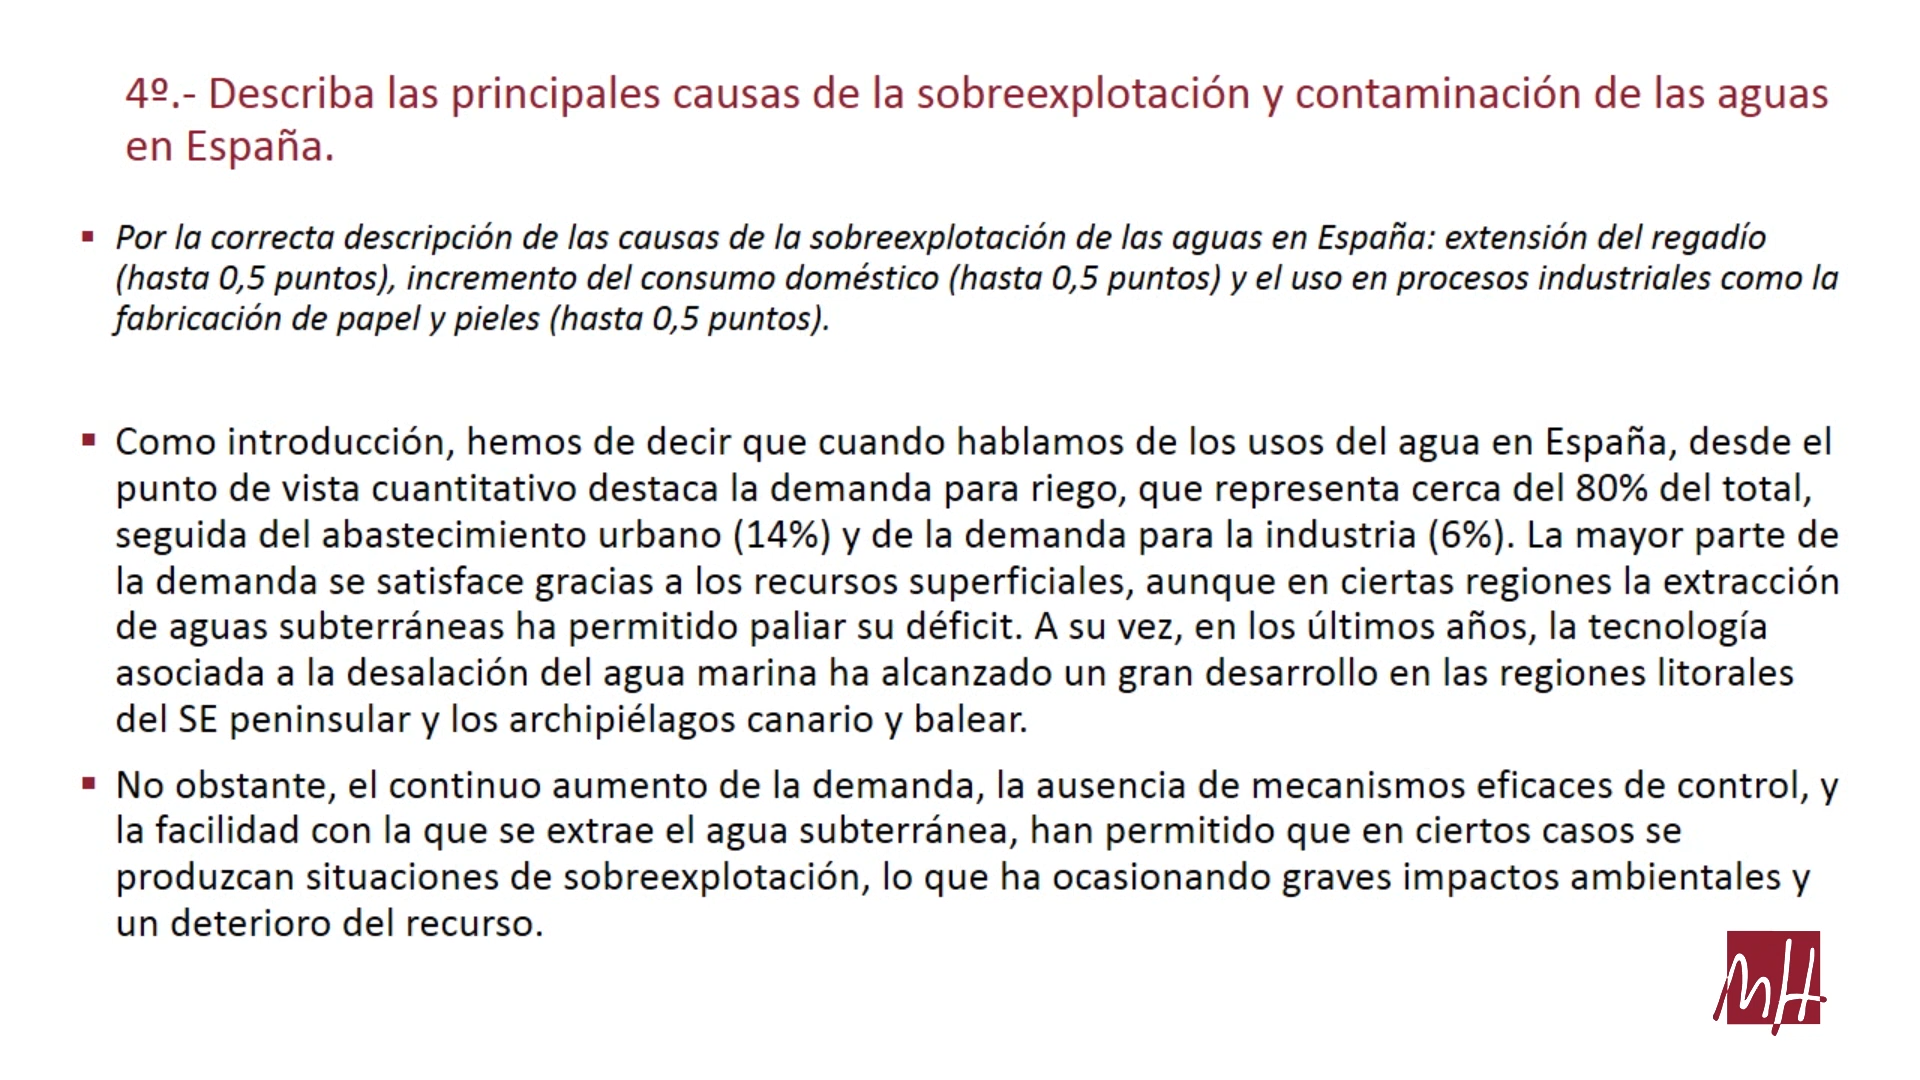 4º.- Describa las principales causas de la sobreexplotación y contaminación de las aguas
en España.
▪ Por la correcta descripción de las causas de la sobreexplotación de las aguas en España: extensión del regadío
(hasta 0,5 puntos), incremento del consumo doméstico (hasta 0,5 puntos) y el uso en procesos industriales como la
fabricación de papel y pieles (hasta 0,5 puntos).
▪ Como introducción, hemos de decir que cuando hablamos de los usos del agua en España, desde el
punto de vista cuantitativo destaca la demanda para riego, que representa cerca del 80% del total,
seguida del abastecimiento urbano (14%) y de la demanda para la industria (6%). La mayor parte de
la demanda se satisface gracias a los recursos superficiales, aunque en ciertas regiones la extracción
de aguas subterráneas ha permitido paliar su déficit. A su vez, en los últimos años, la tecnología
asociada a la desalación del agua marina ha alcanzado un gran desarrollo en las regiones litorales
del SE peninsular y los archipiélagos canario y balear.
▪ No obstante, el continuo aumento de la demanda, la ausencia de mecanismos eficaces de control, y
la facilidad con la que se extrae el agua subterránea, han permitido que en ciertos casos se
produzcan situaciones de sobreexplotación, lo que ha ocasionando graves impactos ambientales y
un deterioro del recurso.
MH